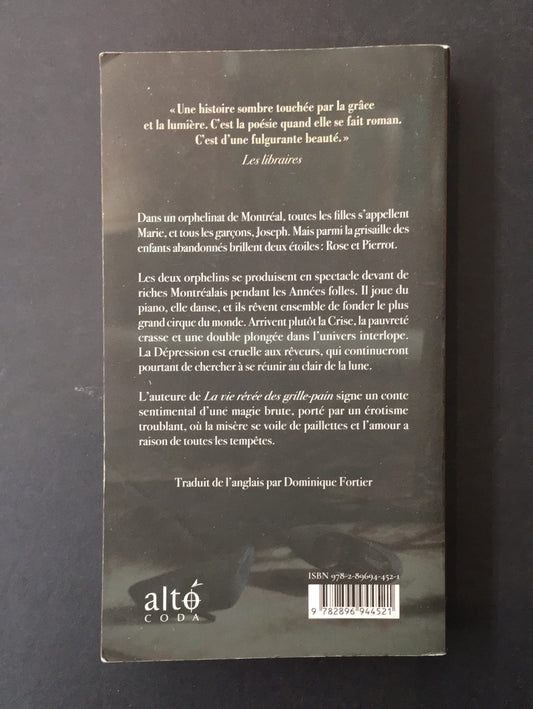 « Une histoire sombre touchée par la grâce
et la lumière. C'est la poésie quand elle se fait roman.
C'est d'une fulgurante beauté. »
Les libraires
Dans un orphelinat de Montréal, toutes les filles s'appellent
Marie, et tous les garçons, Joseph. Mais parmi la grisaille des
enfants abandonnés brillent deux étoiles : Rose et Pierrot.
Les deux orphelins se produisent en spectacle devant de
riches Montréalais pendant les Années folles. Il joue du
piano, elle danse, et ils rêvent ensemble de fonder le plus
grand cirque du monde. Arrivent plutôt la Crise, la pauvreté
crasse et une double plongée dans l'univers interlope.
La Dépression est cruelle aux rêveurs, qui continueront
pourtant de chercher à se réunir au clair de la lune.
L'auteure de La vie rêvée des grille-pain signe un conte
sentimental d'une magie brute, porté par un érotisme
troublant, où la misère se voile de paillettes et l'amour a
raison de toutes les tempêtes.
Traduit de l'anglais par Dominique Fortier
ISBN 978-2-89694-452-1
9 782896 944521
alto
CODA